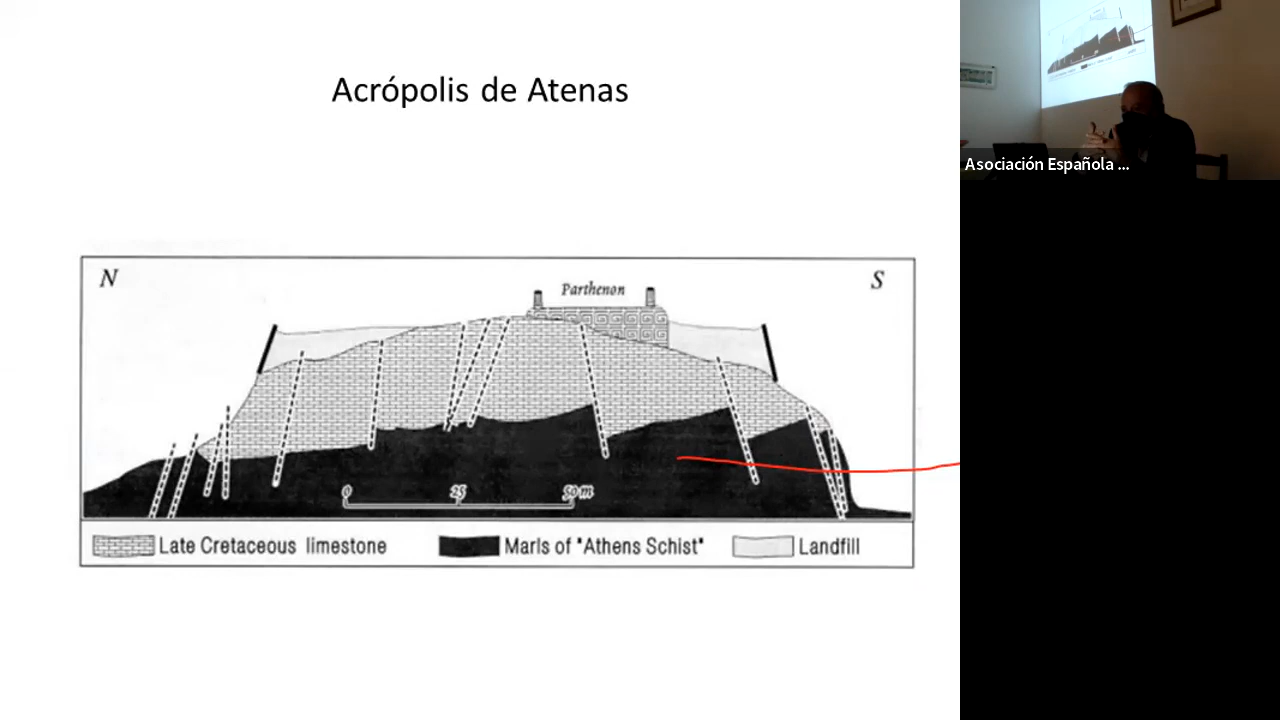 Acrópolis de Atenas
Asociación Española ...
N
S
Parthenon
0 25 50 m
Late Cretaceous limestone
Marls of "Athens Schist"
Landfill